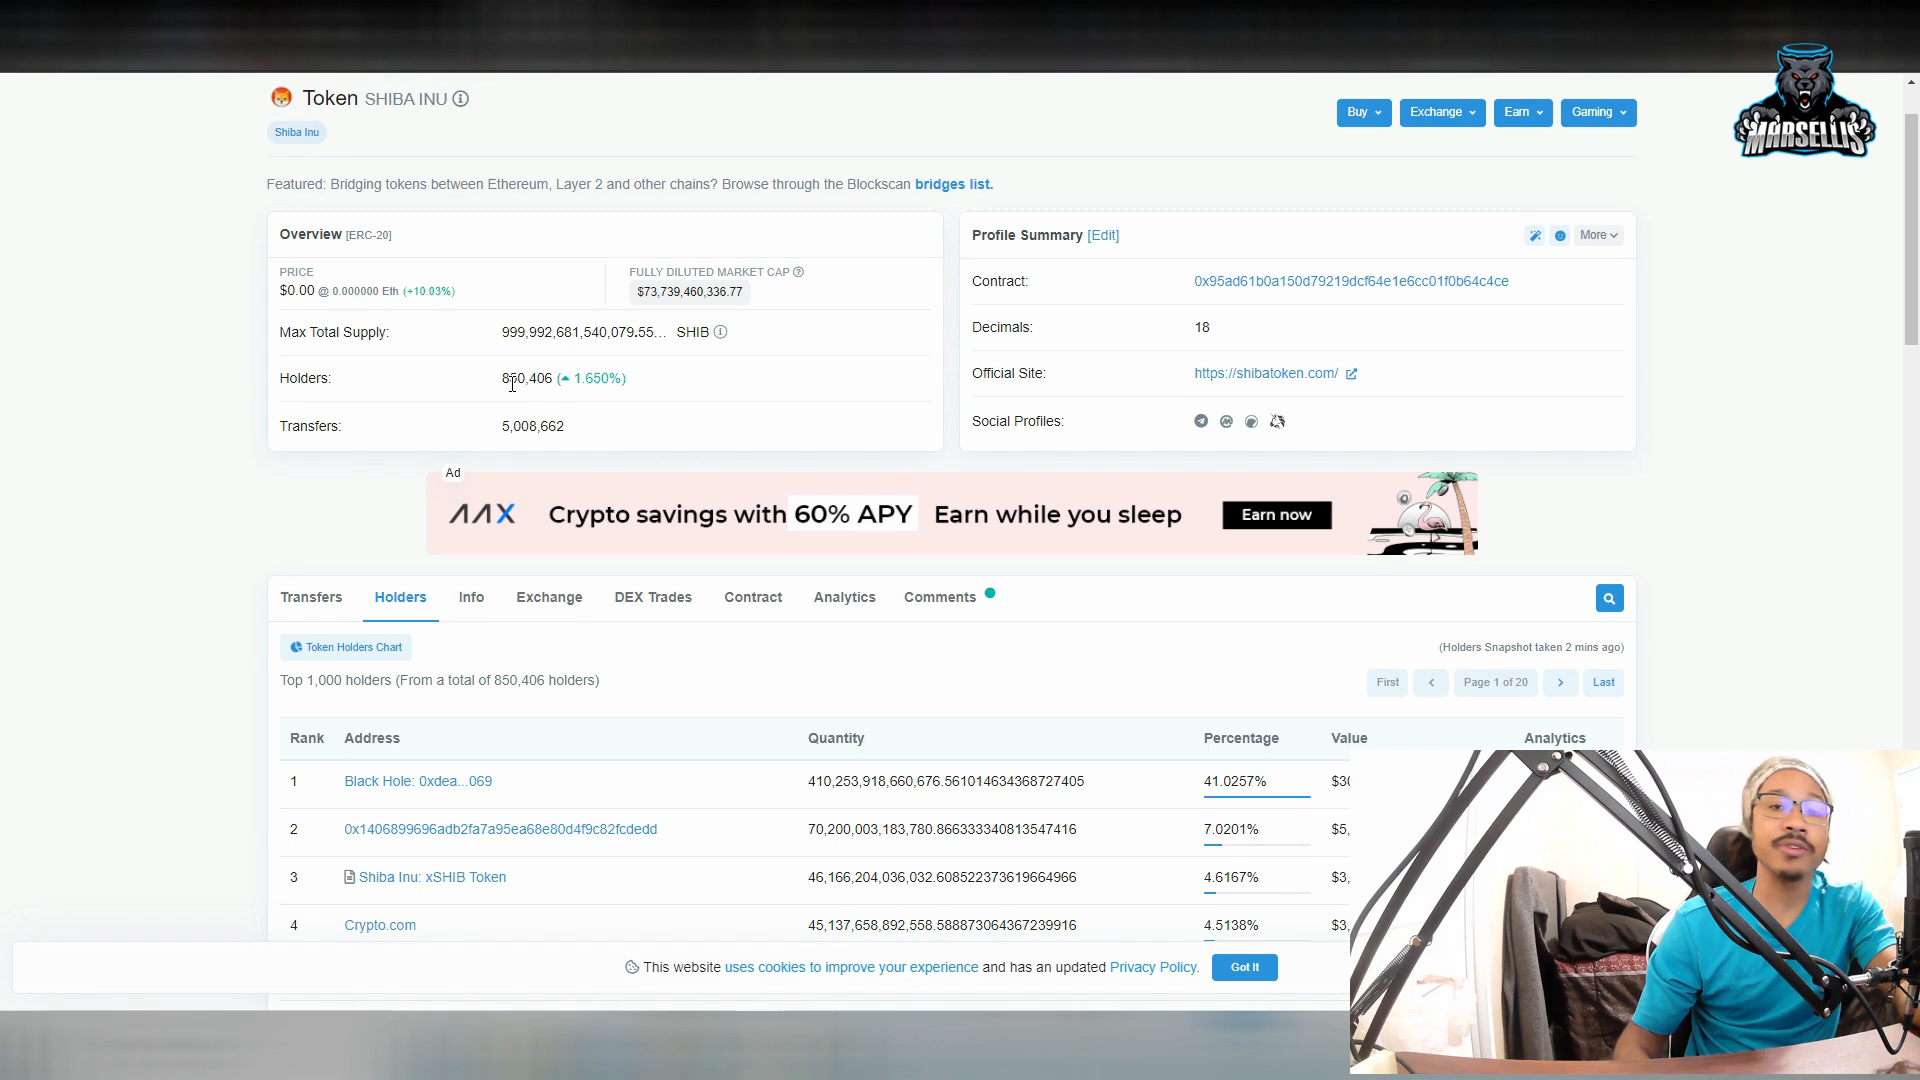 Token SHIBA INU
Buy Exchange Earn Gaming
MARSELLIS
Shiba Inu
Featured: Bridging tokens between Ethereum, Layer 2 and other chains? Browse through the Blockscan bridges list.
Overview [ERC-20]
PRICE
$0.00 @ 0.000000 Eth (+10.03%)
FULLY DILUTED MARKET CAP
$73,739,460,336.77
Max Total Supply: 999,992,681,540,079.55... SHIB
Holders: 850,406 (1.650%)
Transfers: 5,008,662
Profile Summary [Edit] More
Contract: 0x95ad61b0a150d79219dcf64e1e6cc01f0b64c4ce
Decimals: 18
Official Site: https://shibatoken.com/
Social Profiles:
Ad
AAX Crypto savings with 60% APY Earn while you sleep Earn now
Transfers Holders Info Exchange DEX Trades Contract Analytics Comments
Token Holders Chart
(Holders Snapshot taken 2 mins ago)
Top 1,000 holders (From a total of 850,406 holders)
First < Page 1 of 20 > Last
Rank Address Quantity Percentage Value Analytics
1 Black Hole: 0xdea...069 410,253,918,660,676.561014634368727405 41.0257% $30
2 0x1406899696adb2fa7a95ea68e80d4f9c82fcdedd 70,200,003,183,780.866333340813547416 7.0201% $5,
3 Shiba Inu: xSHIB Token 46,166,204,036,032.608522373619664966 4.6167% $3,
4 Crypto.com 45,137,658,892,558.588873064367239916 4.5138% $3,
This website uses cookies to improve your experience and has an updated Privacy Policy. Got It